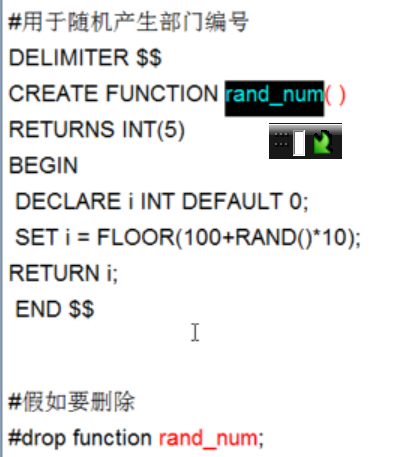 #用于随机产生部门编号
DELIMITER $$
CREATE FUNCTION rand_num( )
RETURNS INT(5)
BEGIN
DECLARE i INT DEFAULT 0;
SET i = FLOOR(100+RAND()*10);
RETURN i;
END $$
#假如要删除
#drop function rand_num;